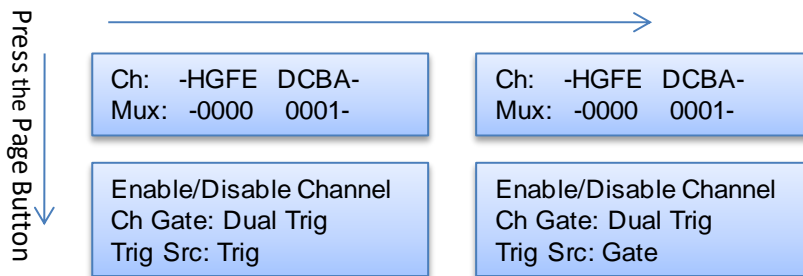 Press the Page Button
Ch: -HGFE DCBA-
Mux: -0000 0001-
Ch: -HGFE DCBA-
Mux: -0000 0001-
Enable/Disable Channel
Ch Gate: Dual Trig
Trig Src: Trig
Enable/Disable Channel
Ch Gate: Dual Trig
Trig Src: Gate